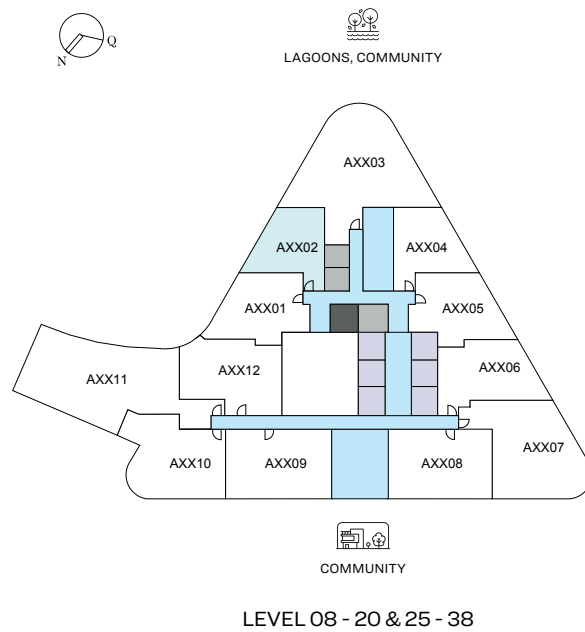 N
Q
LAGOONS, COMMUNITY
AXX03
AXX02
AXX04
AXX01
AXX05
AXX06
AXX12
AXX11
AXX07
AXX10
AXX09
AXX08
COMMUNITY
LEVEL 08 - 20 & 25 - 38